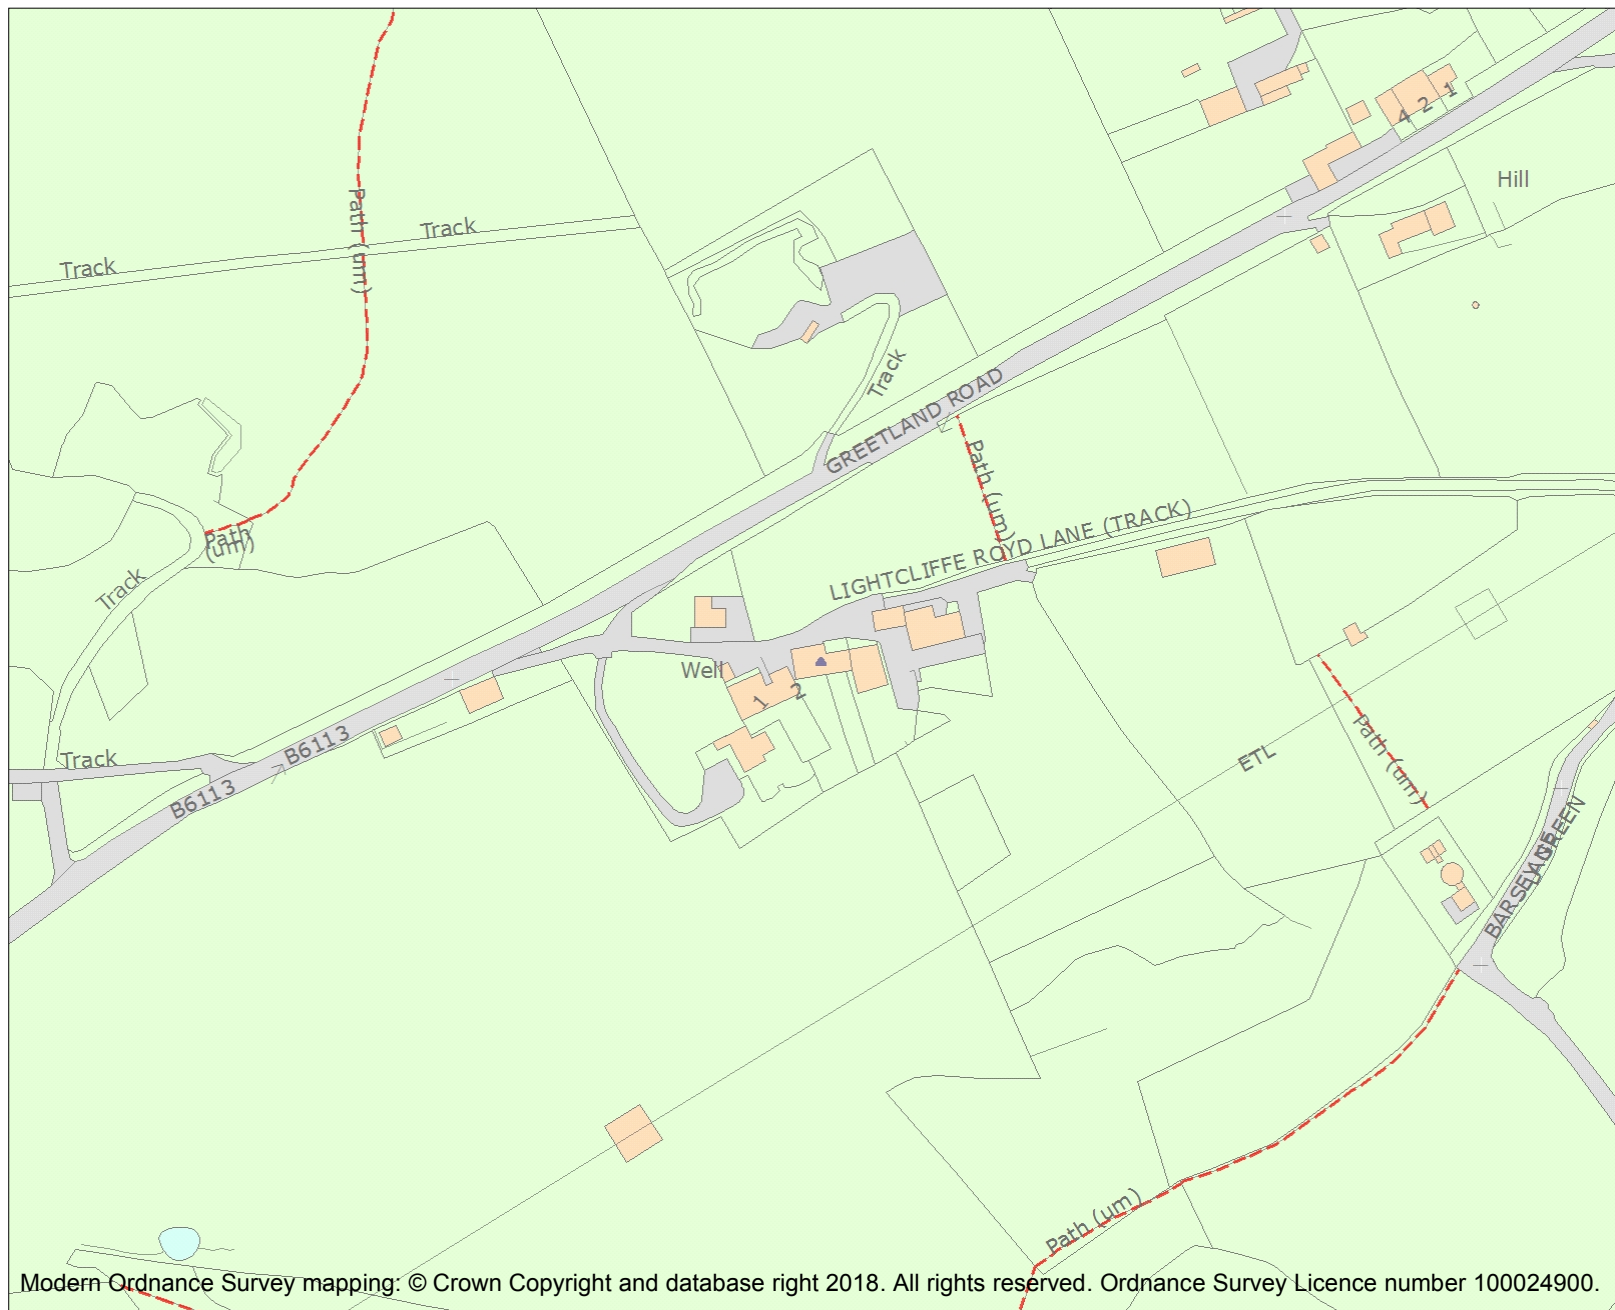 4 2 1
Hill
Path (um)
Track
Track
Track
GREETLAND ROAD
Path (um)
LIGHTCLIFFE ROYD LANE (TRACK)
Path
(um)
Track
Well
1 2
Path (um)
ETL
B6113
Track
B6113
BARSEY GREEN
LANE
Path (um)
Modern Ordnance Survey mapping: © Crown Copyright and database right 2018. All rights reserved. Ordnance Survey Licence number 100024900.